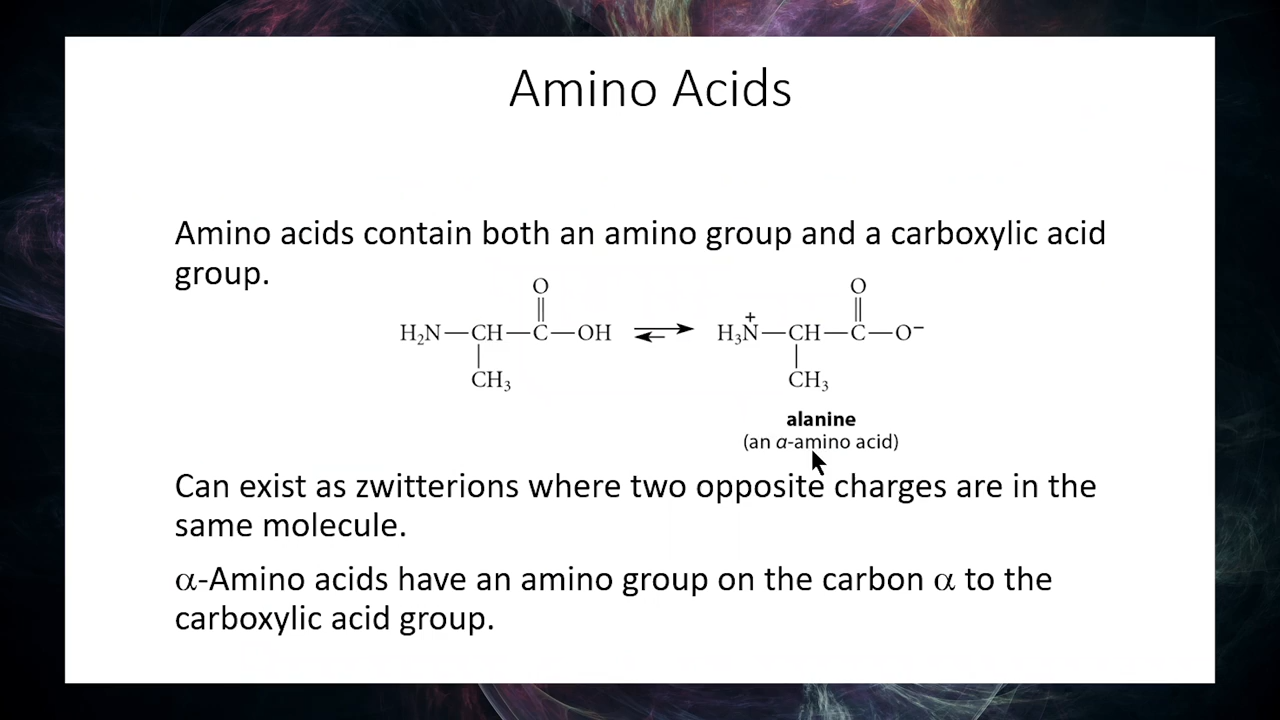 Amino Acids
Amino acids contain both an amino group and a carboxylic acid
group.
O O
H₂N—CH—C—OH ⇌ H₃N⁺—CH—C—O⁻
CH₃ CH₃
alanine
(an α-amino acid)
Can exist as zwitterions where two opposite charges are in the
same molecule.
α-Amino acids have an amino group on the carbon α to the
carboxylic acid group.